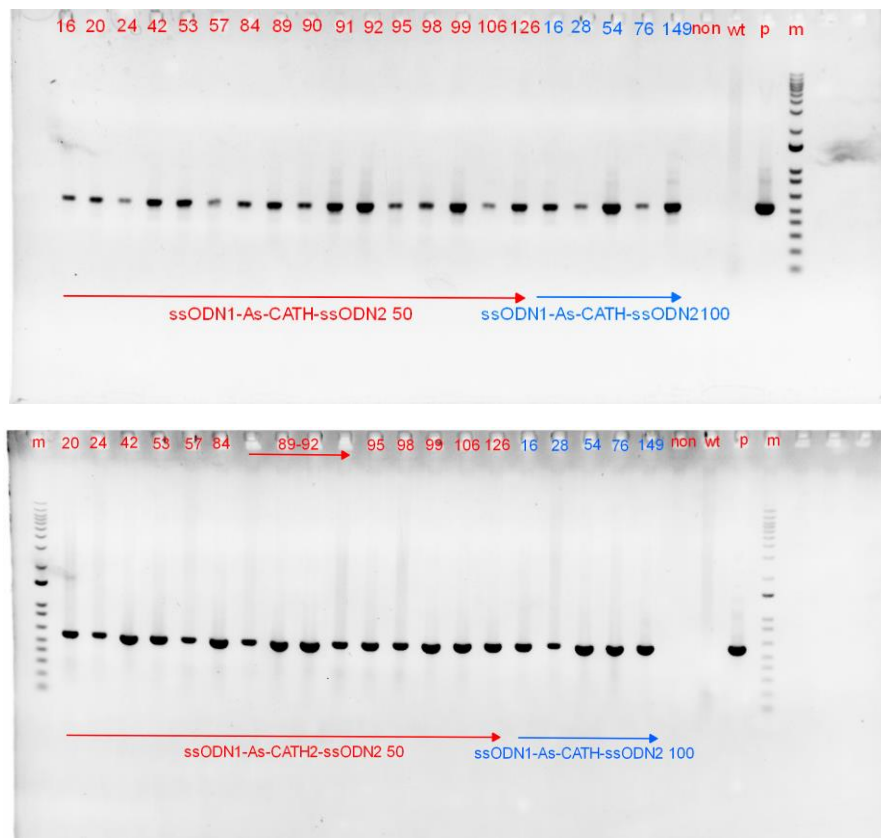 16 20 24 42 53 57 84 89 90 91 92 95 98 99 106 126 16 28 54 76 149 non wt p m
ssODN1-As-CATH-ssODN2 50 ssODN1-As-CATH-ssODN2100
m 20 24 42 53 57 84 89-92 95 98 99 106 126 16 28 54 76 149 non wt p m
ssODN1-As-CATH2-ssODN2 50 ssODN1-As-CATH-ssODN2 100